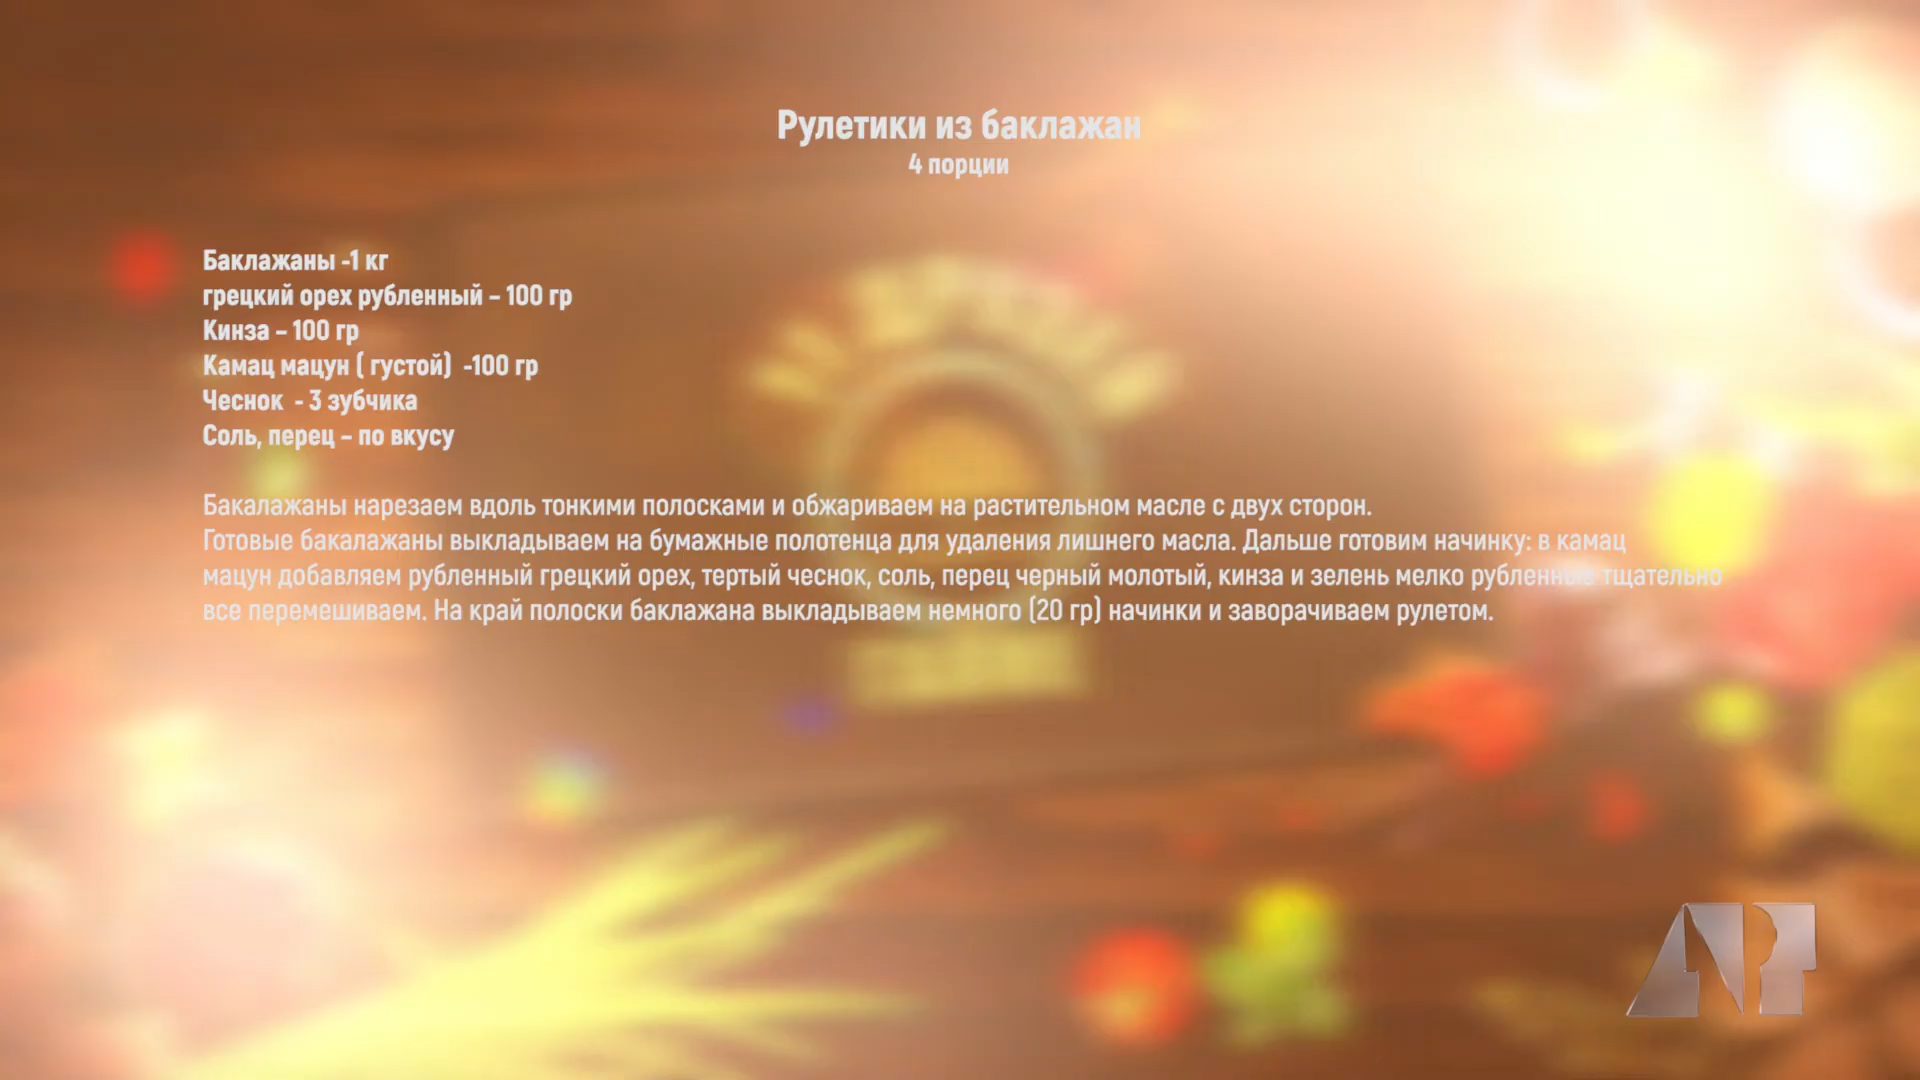 Рулетики из баклажан
4 порции
Баклажаны -1 кг
грецкий орех рубленный – 100 гр
Кинза – 100 гр
Камац мацун ( густой)  -100 гр
Чеснок  - 3 зубчика
Соль, перец – по вкусу
Бакалажаны нарезаем вдоль тонкими полосками и обжариваем на растительном масле с двух сторон.
Готовые бакалажаны выкладываем на бумажные полотенца для удаления лишнего масла. Дальше готовим начинку: в камац
мацун добавляем рубленный грецкий орех, тертый чеснок, соль, перец черный молотый, кинза и зелень мелко рубленные тщательно
все перемешиваем. На край полоски баклажана выкладываем немного (20 гр) начинки и заворачиваем рулетом.